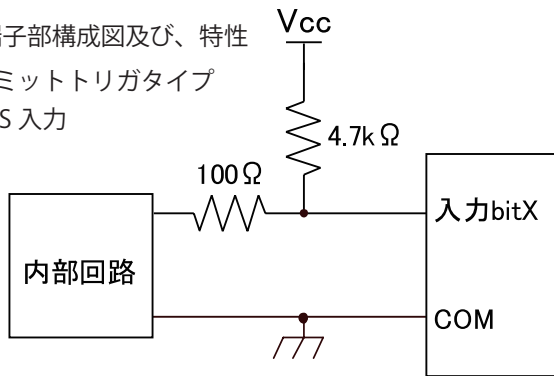 子部構成図及び、特性
ミットトリガタイプ
S 入力
Vcc
4.7kΩ
100Ω
入力bitX
内部回路
COM